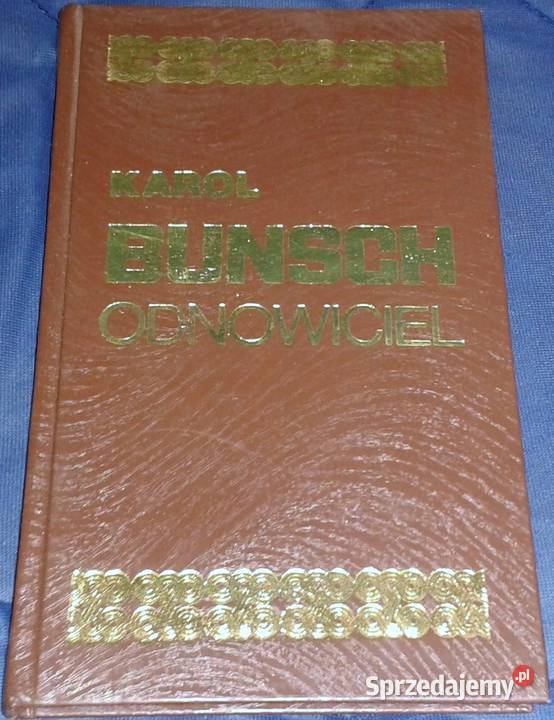 KAROL
BUNSCH
ODNOWICIEL
Sprzedajemy.pl